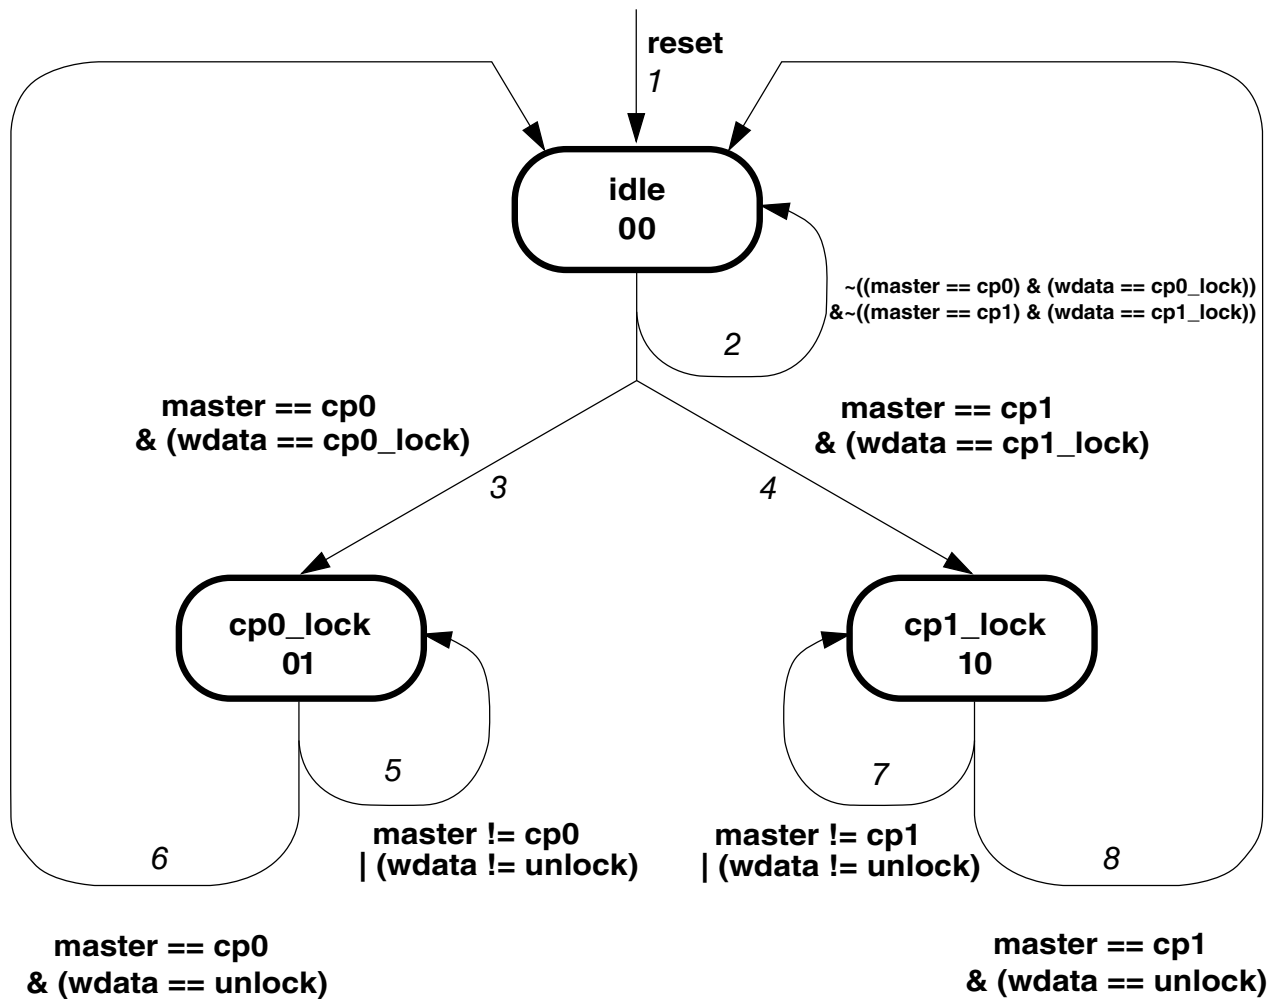 reset
1
idle
00
~((master == cp0) & (wdata == cp0_lock))
&~((master == cp1) & (wdata == cp1_lock))
2
master == cp0
& (wdata == cp0_lock)
master == cp1
& (wdata == cp1_lock)
3
4
cp0_lock
01
cp1_lock
10
5
7
master != cp0
| (wdata != unlock)
master != cp1
| (wdata != unlock)
6
8
master == cp0
& (wdata == unlock)
master == cp1
& (wdata == unlock)